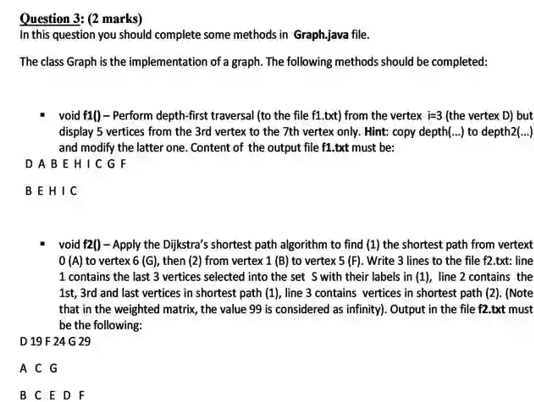 Question 3: (2 marks)
In this question you should complete some methods in Graph.java file.
The class Graph is the implementation of a graph. The following methods should be completed:
▪ void f1() – Perform depth-first traversal (to the file f1.txt) from the vertex i=3 (the vertex D) but
display 5 vertices from the 3rd vertex to the 7th vertex only. Hint: copy depth(...) to depth2(...)
and modify the latter one. Content of the output file f1.txt must be:
D A B E H I C G F
B E H I C
▪ void f2() – Apply the Dijkstra's shortest path algorithm to find (1) the shortest path from vertext
0 (A) to vertex 6 (G), then (2) from vertex 1 (B) to vertex 5 (F). Write 3 lines to the file f2.txt: line
1 contains the last 3 vertices selected into the set S with their labels in (1), line 2 contains the
1st, 3rd and last vertices in shortest path (1), line 3 contains vertices in shortest path (2). (Note
that in the weighted matrix, the value 99 is considered as infinity). Output in the file f2.txt must
be the following:
D 19 F 24 G 29
A C G
B C E D F